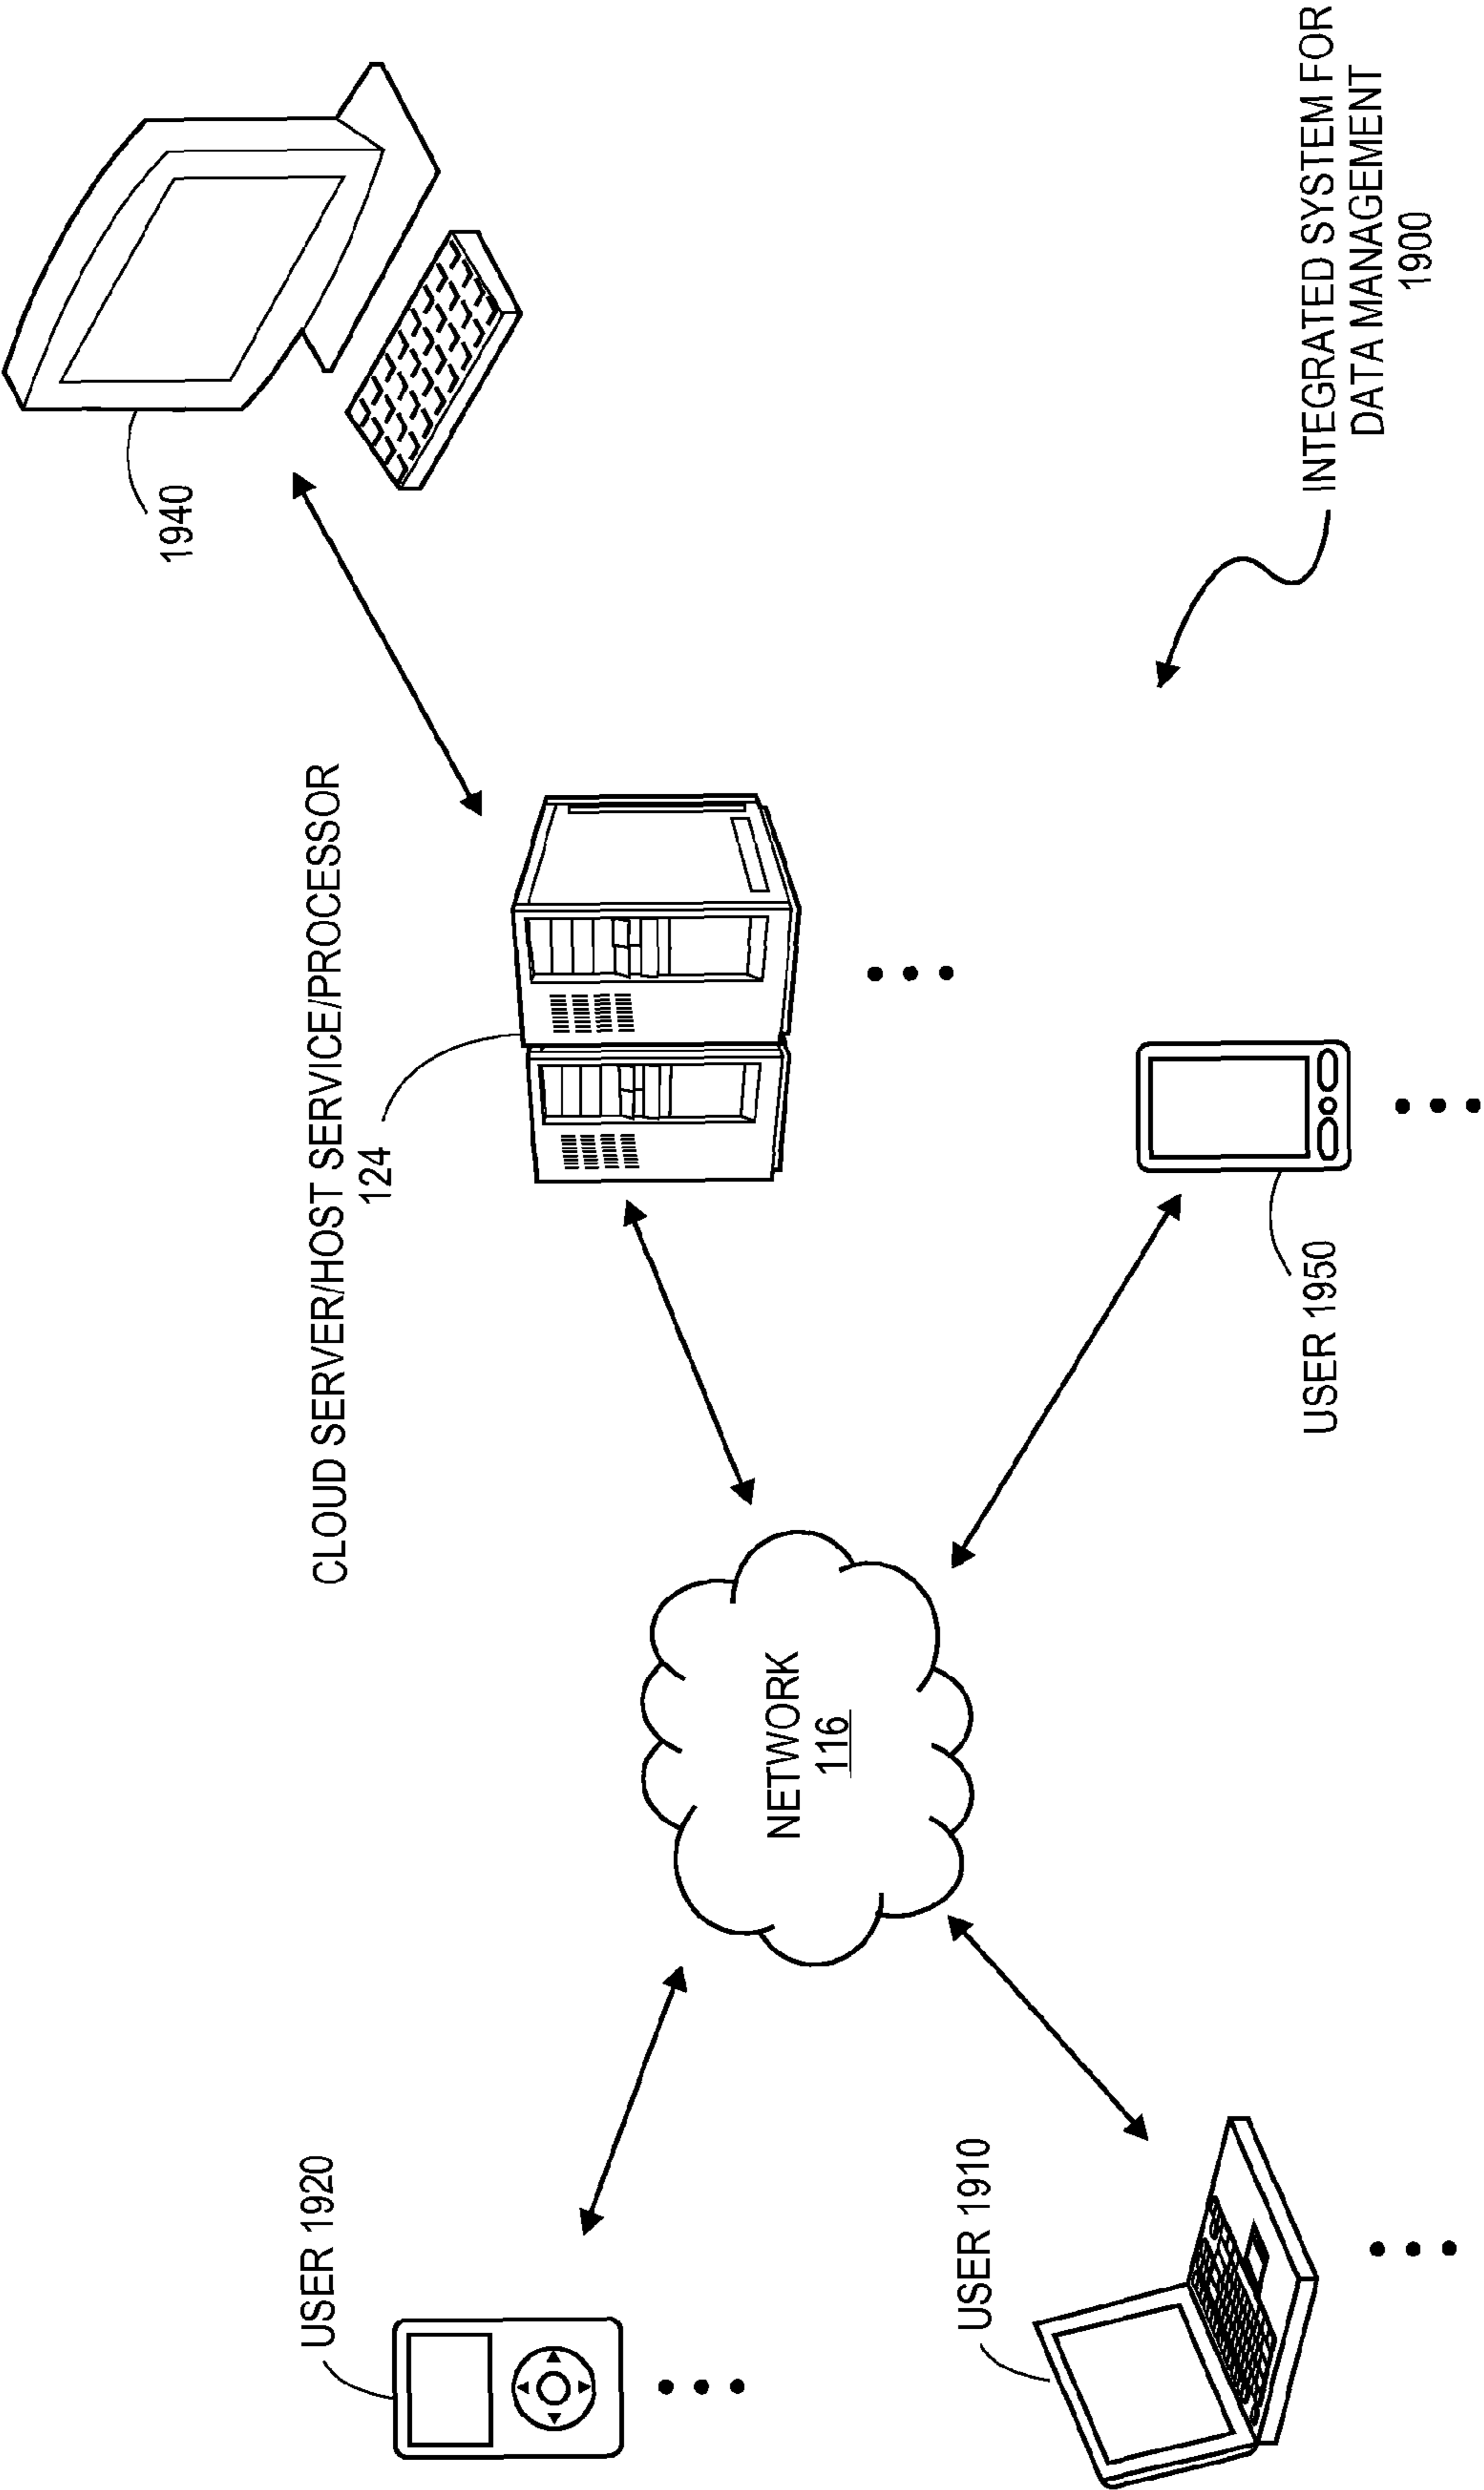 USER 1920
CLOUD SERVER/HOST SERVICE/PROCESSOR
124
1940
NETWORK
116
USER 1910
USER 1950
INTEGRATED SYSTEM FOR
DATA MANAGEMENT
1900